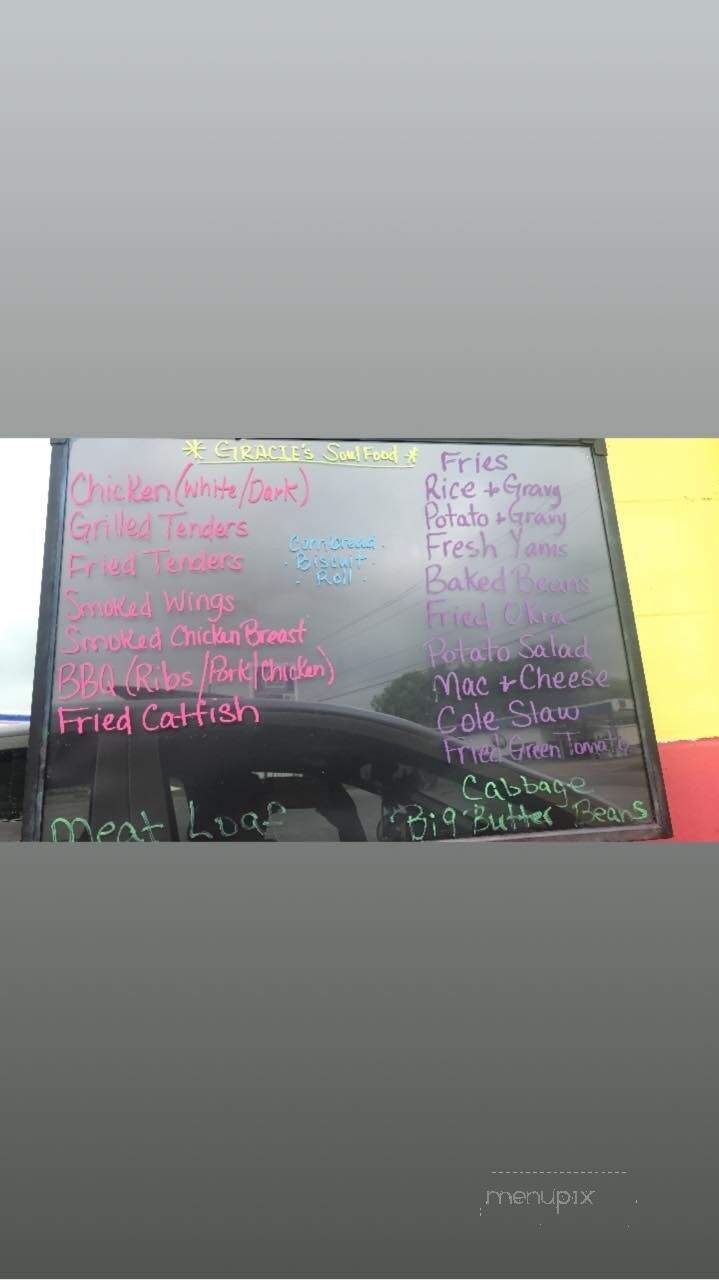 * GRACIE's Soul Food *
Chicken (White/Dark)
Grilled Tenders
Fried Tenders
Smoked Wings
Smoked Chicken Breast
BBQ (Ribs/Pork/Chicken)
Fried Catfish
Meat Loaf
Cornbread
Biscuit
Roll
Fries
Rice + Gravy
Potato + Gravy
Fresh Yams
Baked Beans
Fried Okra
Potato Salad
Mac + Cheese
Cole Slaw
Fried Green Tomato
Cabbage
"Big" Butter Beans
menupix